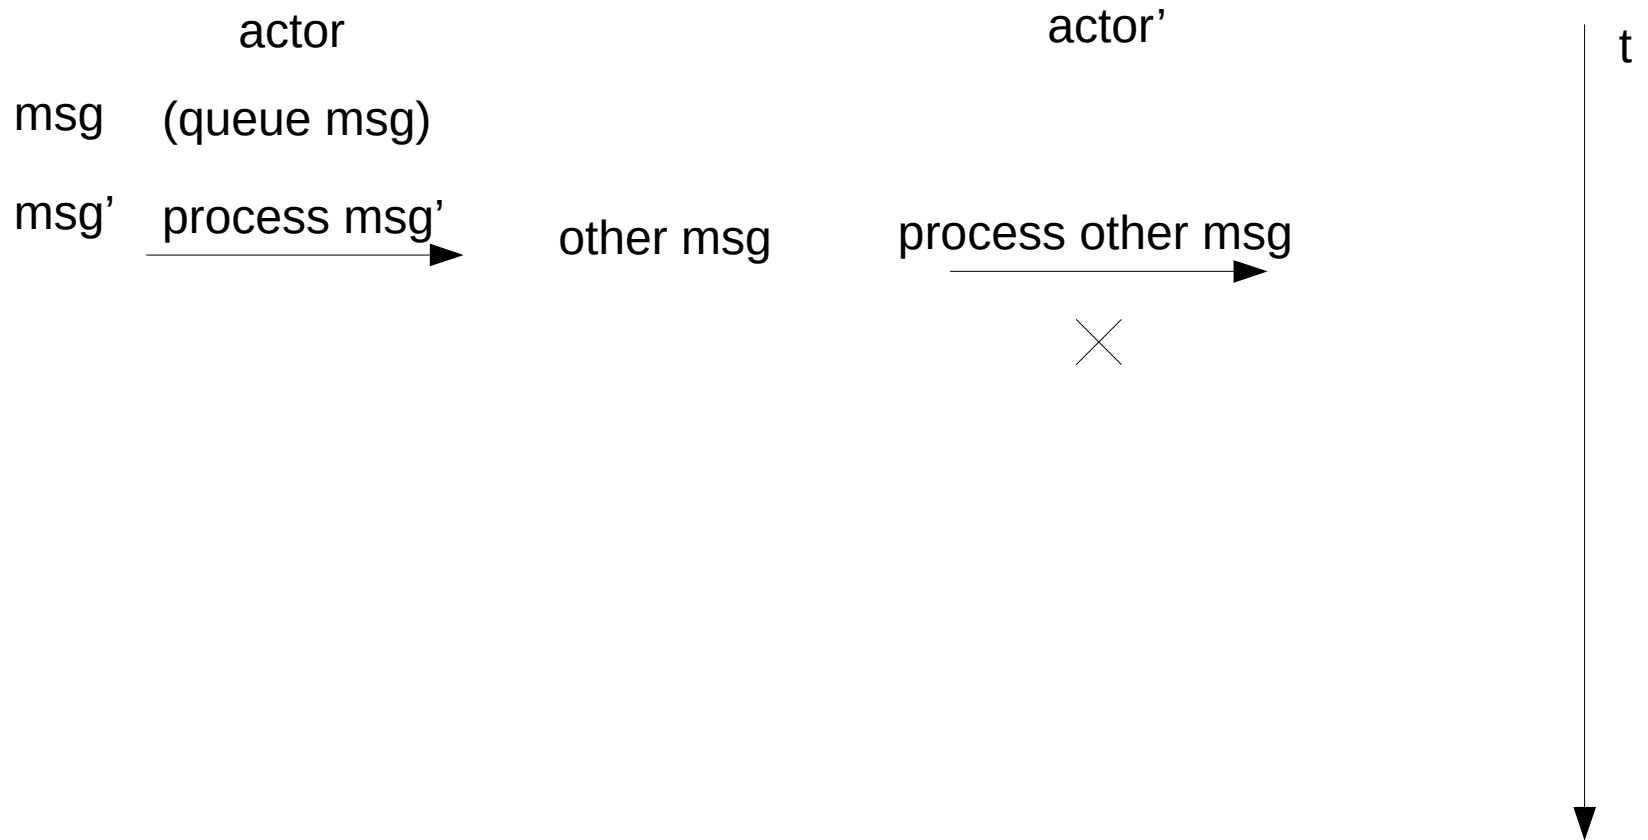 actor
actor’
t
msg
(queue msg)
msg’
process msg’
other msg
process other msg